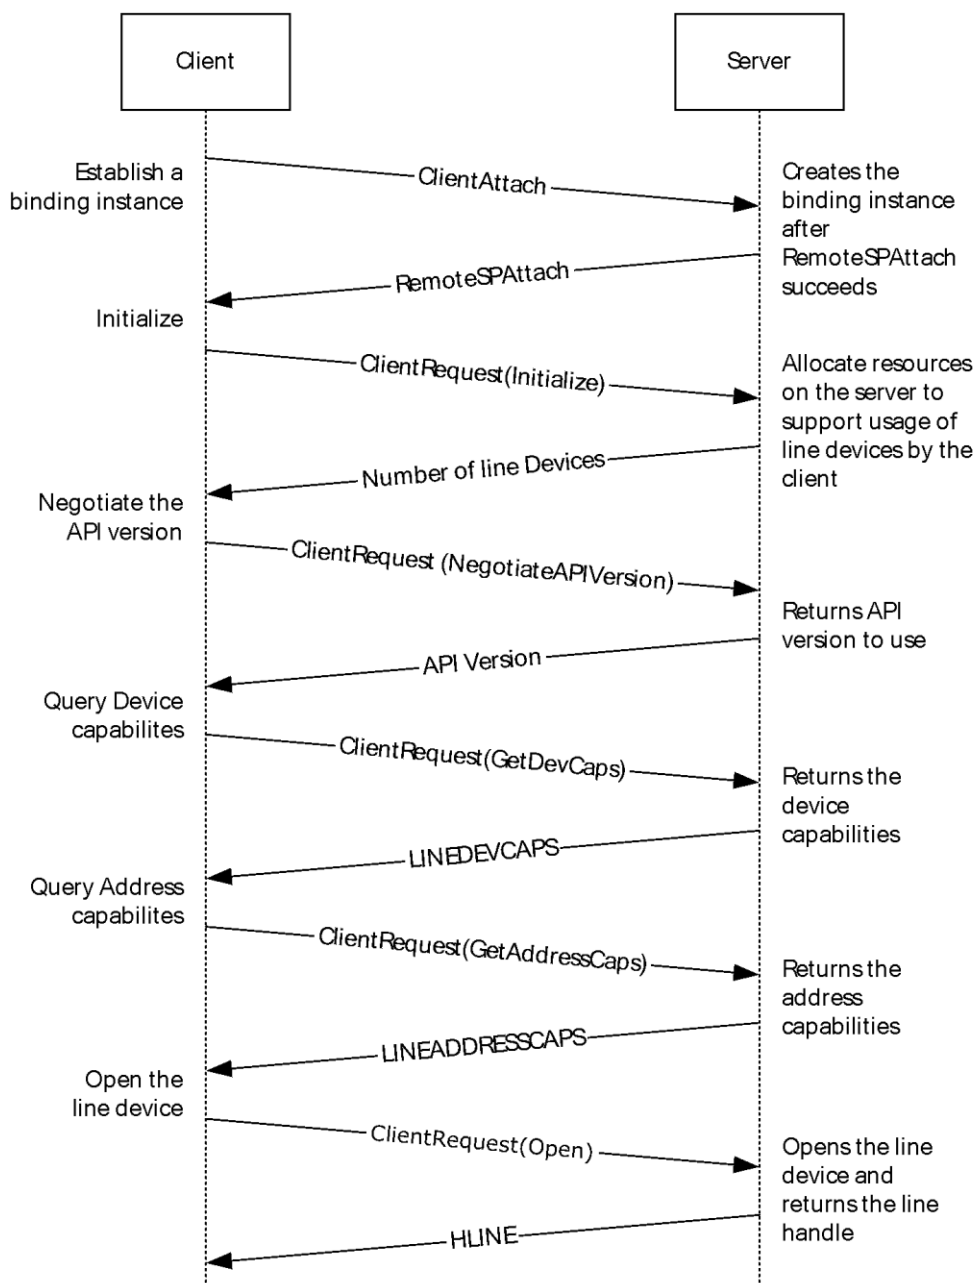 Client
Server
Establish a
binding instance
ClientAttach
Creates the
binding instance
after
RemoteSPAttach
succeeds
RemoteSPAttach
Initialize
ClientRequest(Initialize)
Allocate resources
on the server to
support usage of
line devices by the
client
Number of line Devices
Negotiate the
API version
ClientRequest (NegotiateAPIVersion)
Returns API
version to use
API Version
Query Device
capabilites
ClientRequest(GetDevCaps)
Returns the
device
capabilities
LINEDEVCAPS
Query Address
capabilites
ClientRequest(GetAddressCaps)
Returns the
address
capabilities
LINEADDRESSCAPS
Open the
line device
ClientRequest(Open)
Opens the line
device and
returns the line
handle
HLINE